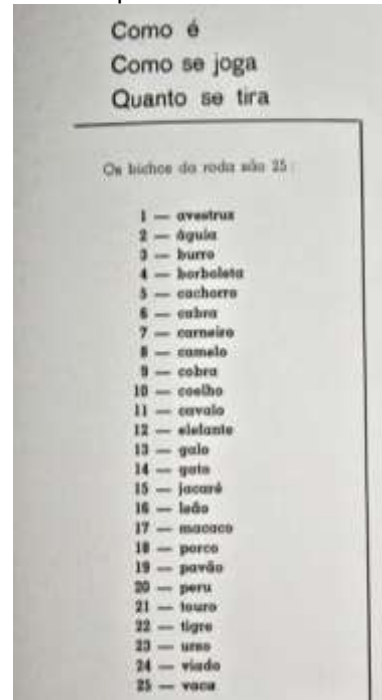 Como é
Como se joga
Quanto se tira
Os bichos da roda são 25 :
1 — avestruz
2 — águia
3 — burro
4 — borboleta
5 — cachorro
6 — cabra
7 — carneiro
8 — camelo
9 — cobra
10 — coelho
11 — cavalo
12 — elefante
13 — galo
14 — gato
15 — jacaré
16 — leão
17 — macaco
18 — porco
19 — pavão
20 — peru
21 — touro
22 — tigre
23 — urso
24 — viado
25 — vaca